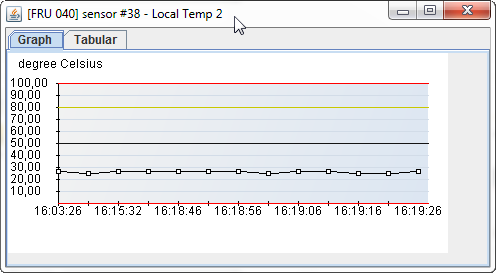 [FRU 040] sensor #38 - Local Temp 2
Graph Tabular
degree Celsius
100,00
90,00
80,00
70,00
60,00
50,00
40,00
30,00
20,00
10,00
16:03:26 16:15:32 16:18:46 16:18:56 16:19:06 16:19:16 16:19:26